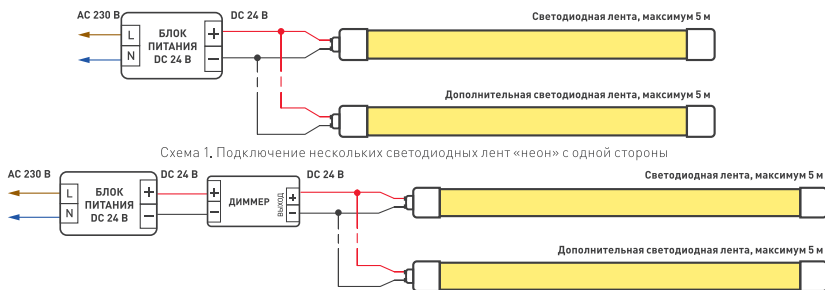 AC 230 В
DC 24 В
Светодиодная лента, максимум 5 м
L
N
БЛОК
ПИТАНИЯ
DC 24 В
+
−
Дополнительная светодиодная лента, максимум 5 м
Схема 1. Подключение нескольких светодиодных лент «неон» с одной стороны
AC 230 В
DC 24 В
DC 24 В
Светодиодная лента, максимум 5 м
L
N
БЛОК
ПИТАНИЯ
DC 24 В
+
−
+
−
ДИММЕР
ВЫХОД
+
−
Дополнительная светодиодная лента, максимум 5 м